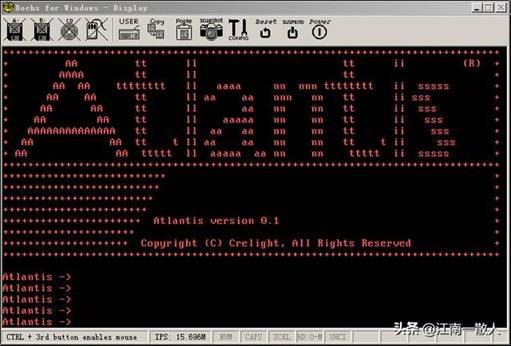 Bochs for Windows - Display
A: B: CD USER Copy Paste snapshot CONFIG Reset SUSPEND Power
Atlantis (R)
Atlantis version 0.1
Copyright (C) Crelight, All Rights Reserved
Atlantis ->
Atlantis ->
Atlantis ->
Atlantis ->
Atlantis ->
CTRL + 3rd button enables mouse IPS: 15.696M NUM CAPS SCRL HD:0-M VMCI
头条 @江南一散人